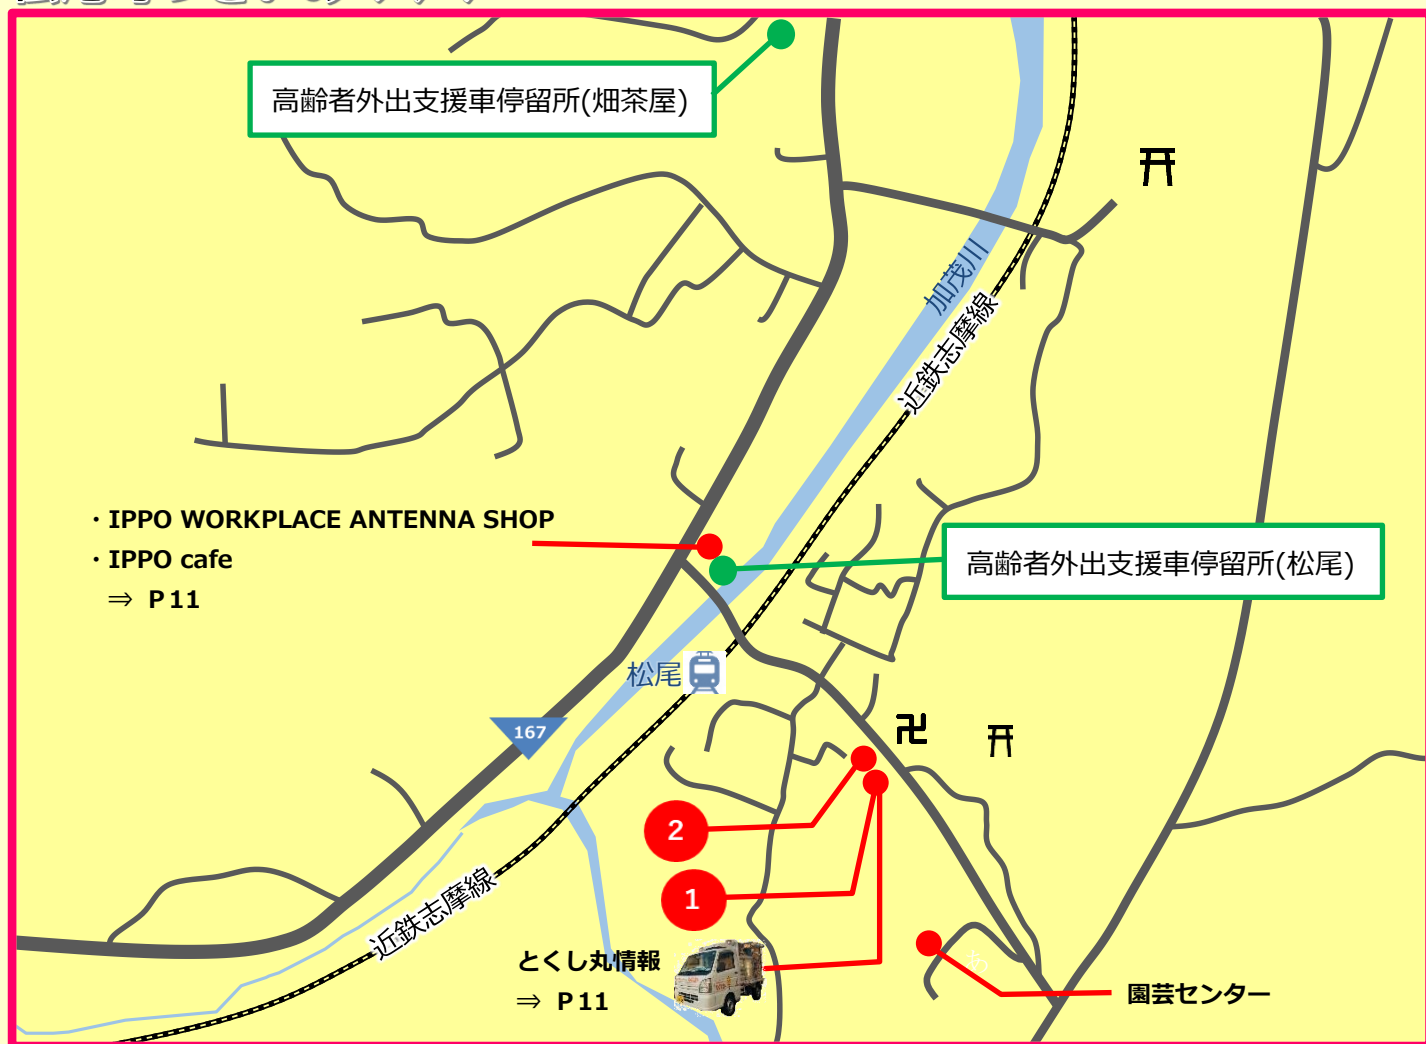 高齢者外出支援車停留所(畑茶屋)
加茂川
近鉄志摩線
・IPPO WORKPLACE ANTENNA SHOP
・IPPO cafe
⇒ P11
高齢者外出支援車停留所(松尾)
松尾
167
卍
2
1
近鉄志摩線
とくし丸情報
⇒ P11
園芸センター